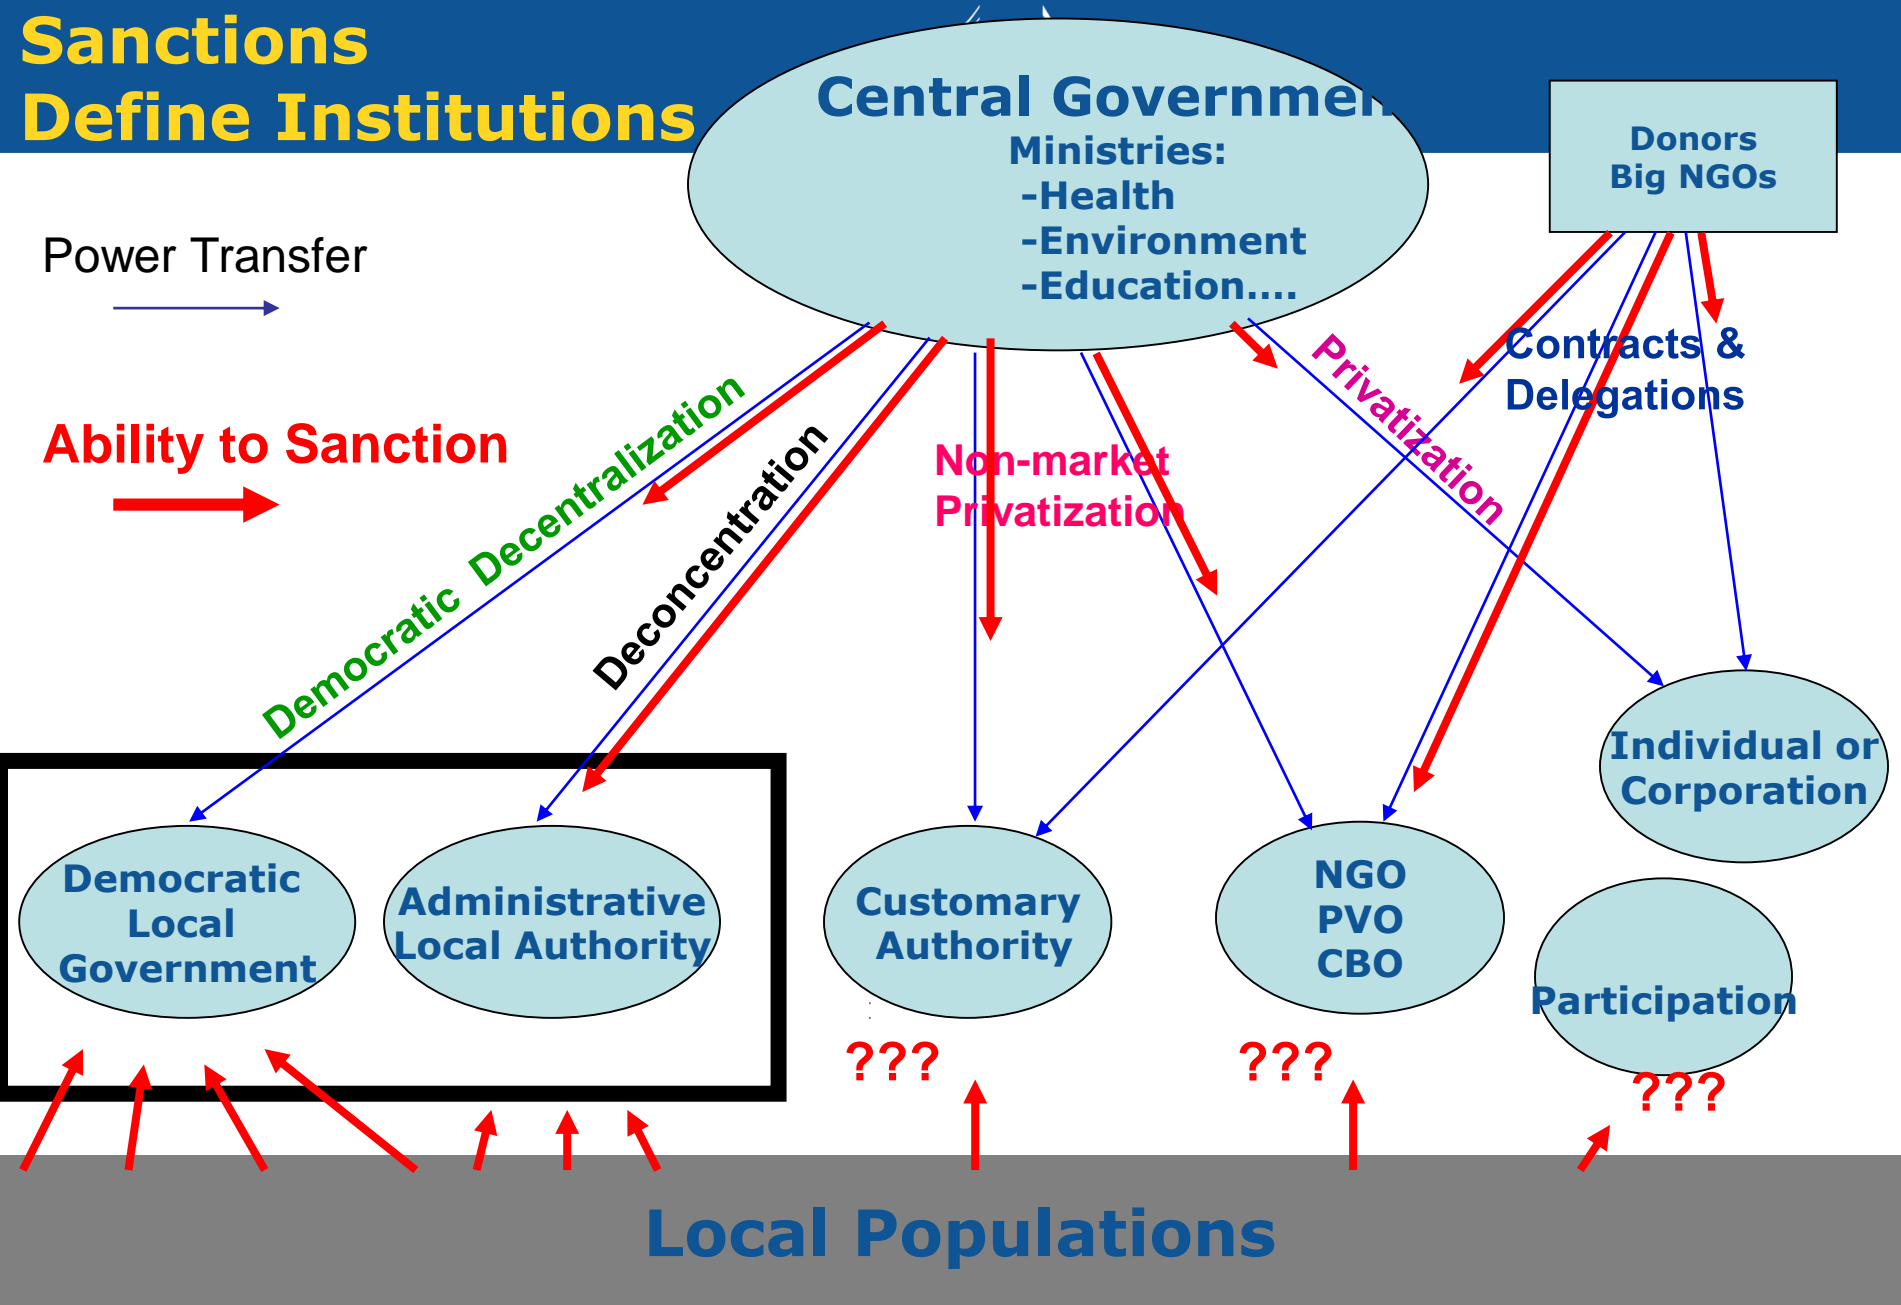 Sanctions
Define Institutions
Central Governmen
Ministries:
-Health
-Environment
-Education....
Donors
Big NGOs
Power Transfer
Ability to Sanction
Democratic Decentralization
Deconcentration
Non-market
Privatization
Privatization
Contracts &
Delegations
Democratic
Local
Government
Administrative
Local Authority
Customary
Authority
NGO
PVO
CBO
Individual or
Corporation
Participation
???
???
???
Local Populations